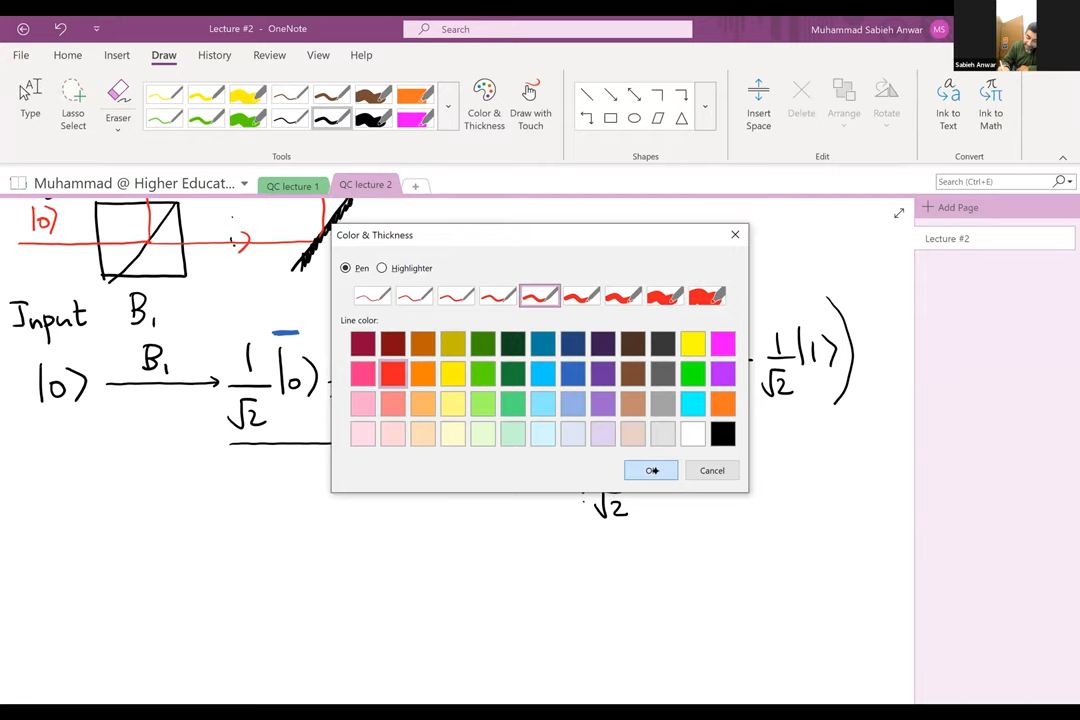 Lecture #2 - OneNote
Search
Muhammad Sabieh Anwar
MS
Sabieh Anwar
File Home Insert Draw History Review View Help
Type
Lasso Select
Eraser
Color & Thickness
Draw with Touch
Insert Space
Delete
Arrange
Rotate
Ink to Text
Ink to Math
Tools
Shapes
Edit
Convert
Muhammad @ Higher Educat...
QC lecture 1
QC lecture 2
Search (Ctrl+E)
Add Page
Lecture #2
|0⟩
Color & Thickness
Pen
Highlighter
Line color:
OK
Cancel
Input B₁
|0⟩ B₁ → 1/√2 |0⟩
1/√2 |1⟩ )
√2